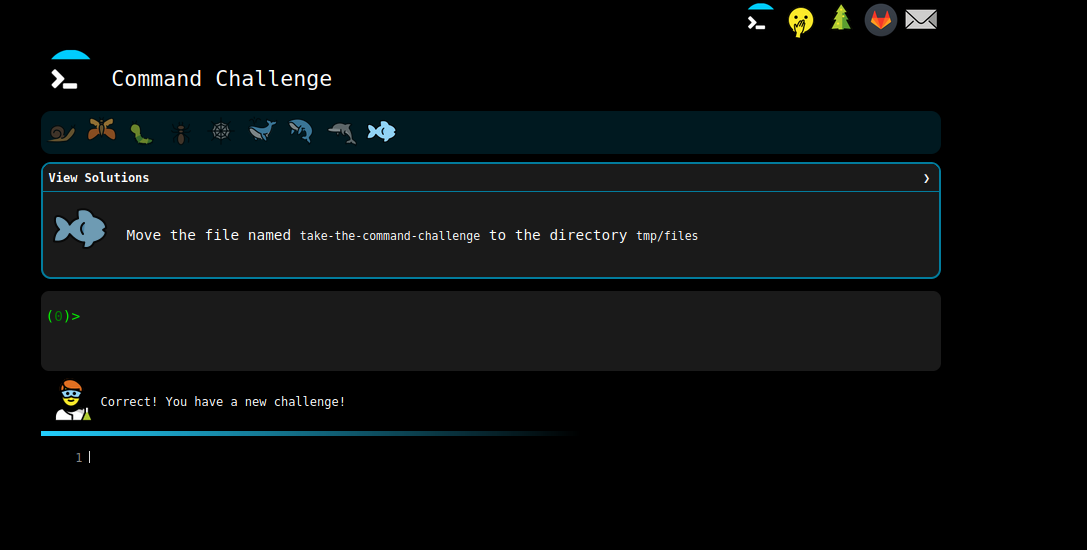 Command Challenge
View Solutions ❯
Move the file named take-the-command-challenge to the directory tmp/files
(0)>
Correct! You have a new challenge!
1